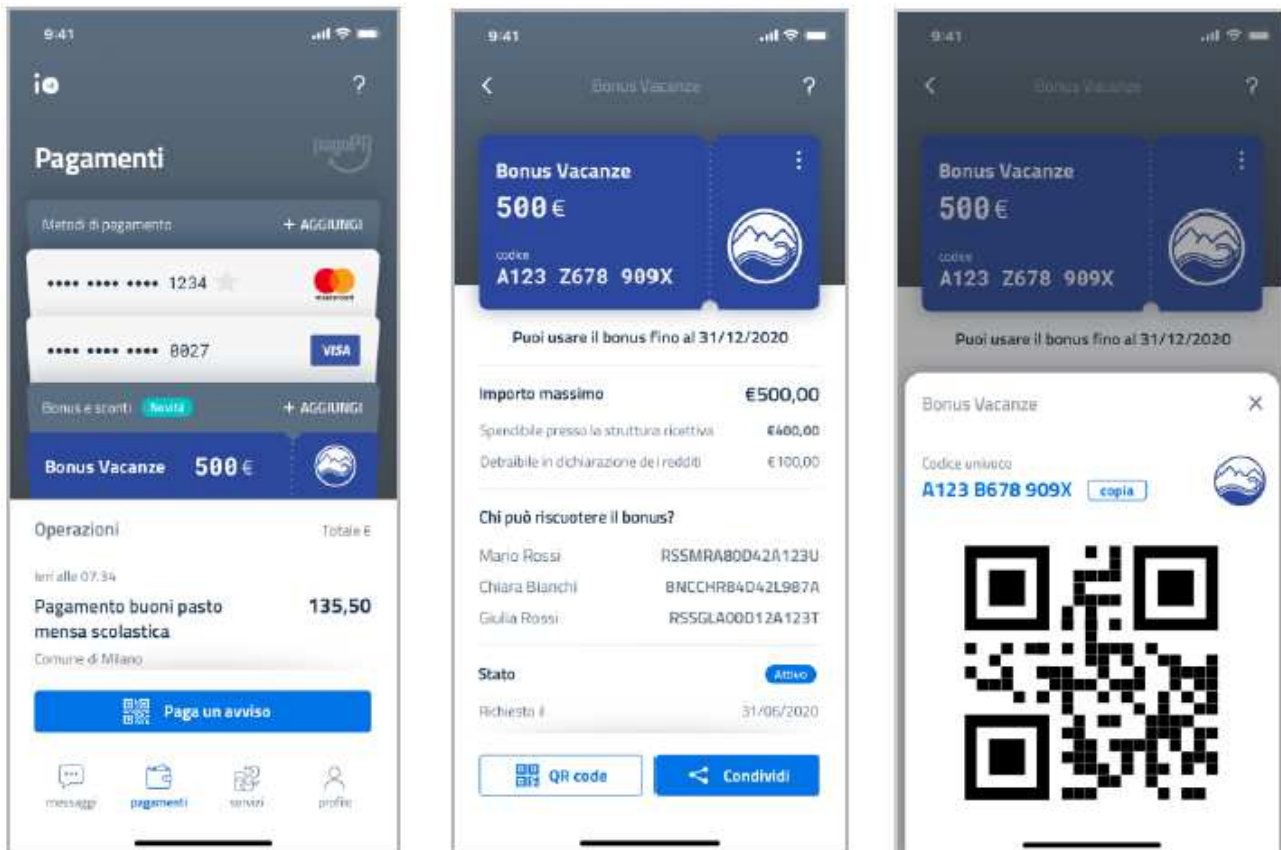 9:41
io
?
Pagamenti
pagoPA
Metodi di pagamento
+ AGGIUNGI
•••• •••• •••• 1234
mastercard
•••• •••• •••• 0027
VISA
Bonus e sconti
Novità
+ AGGIUNGI
Bonus Vacanze 500 €
Operazioni
Totale €
Ieri alle 07.34
Pagamento buoni pasto
mensa scolastica
135,50
Comune di Milano
Paga un avviso
messaggi
pagamenti
servizi
profilo
9:41
Bonus Vacanze
?
Bonus Vacanze
500 €
codice
A123 Z678 909X
Puoi usare il bonus fino al 31/12/2020
Importo massimo €500,00
Spendibile presso la struttura ricettiva €400,00
Detraibile in dichiarazione dei redditi €100,00
Chi può riscuotere il bonus?
Mario Rossi RSSMRA80D42A123U
Chiara Bianchi BNCCHR84D42L987A
Giulia Rossi RSSGLA00D12A123T
Stato
Attivo
Richiesto il 31/06/2020
QR code
Condividi
9:41
Bonus Vacanze
?
Bonus Vacanze
500 €
codice
A123 Z678 909X
Puoi usare il bonus fino al 31/12/2020
Bonus Vacanze
Codice univoco
A123 B678 909X
copia